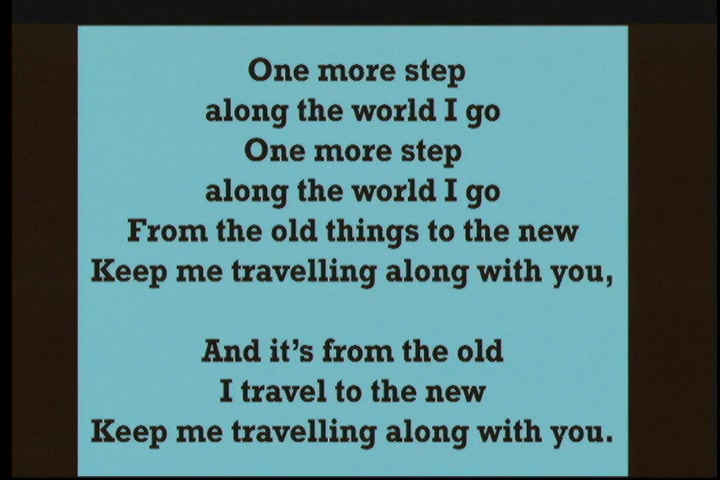 One more step
along the world I go
One more step
along the world I go
From the old things to the new
Keep me travelling along with you,
And it’s from the old
I travel to the new
Keep me travelling along with you.